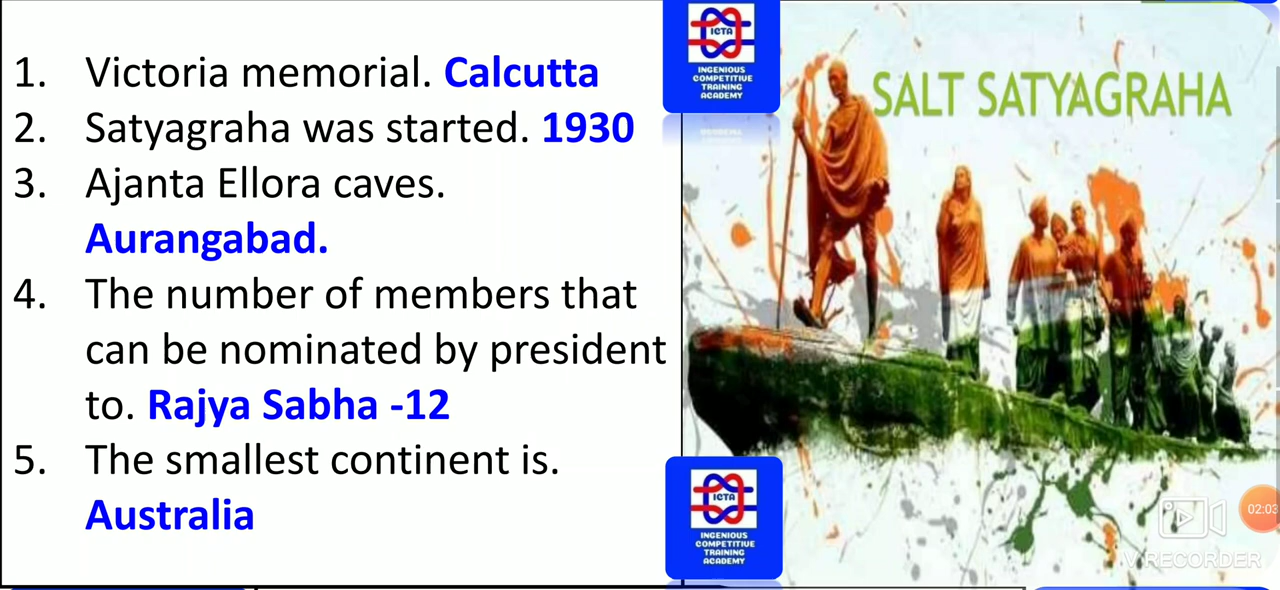 1. Victoria memorial. Calcutta
2. Satyagraha was started. 1930
3. Ajanta Ellora caves.
Aurangabad.
4. The number of members that
can be nominated by president
to. Rajya Sabha -12
5. The smallest continent is.
Australia
ICTA
INGENIOUS
COMPETITIVE
TRAINING
ACADEMY
SALT SATYAGRAHA
ICTA
INGENIOUS
COMPETITIVE
TRAINING
ACADEMY
02:03
V RECORDER